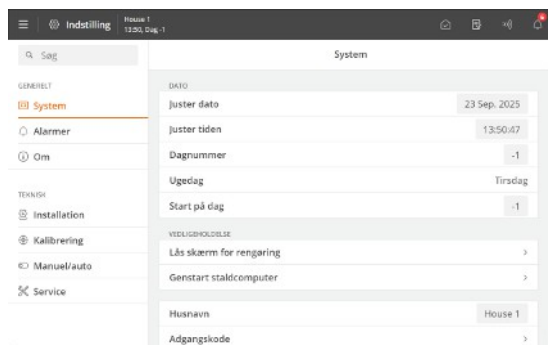 Indstilling
House 1
13:50, Dag -1
Søg
System
GENERELT
System
Alarmer
Om
TEKNISK
Installation
Kalibrering
Manuel/auto
Service
DATO
Juster dato 23 Sep. 2025
Juster tiden 13:50:47
Dagnummer -1
Ugedag Tirsdag
Start på dag -1
VEDLIGEHOLDELSE
Lås skærm for rengøring
Genstart staldcomputer
Husnavn House 1
Adgangskode